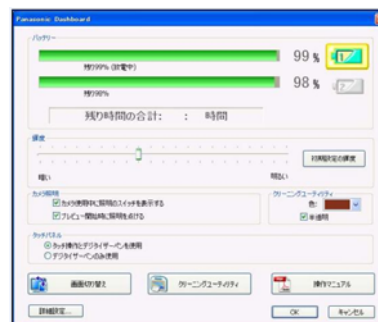 Panasonic Dashboard
バッテリー
残り99% (放電中)
99 %
1
残り98%
98 %
2
残り時間の合計: : 時間
輝度
暗い
明るい
初期設定の輝度
カメラ照明
カメラ使用中に照明のスイッチを表示する
プレビュー開始時に照明を点ける
クリーニングユーティリティ
色:
半透明
タッチパネル
タッチ操作とデジタイザーペンを使用
デジタイザーペンのみ使用
画面切り替え
クリーニングユーティリティ
操作マニュアル
詳細設定...
OK
キャンセル